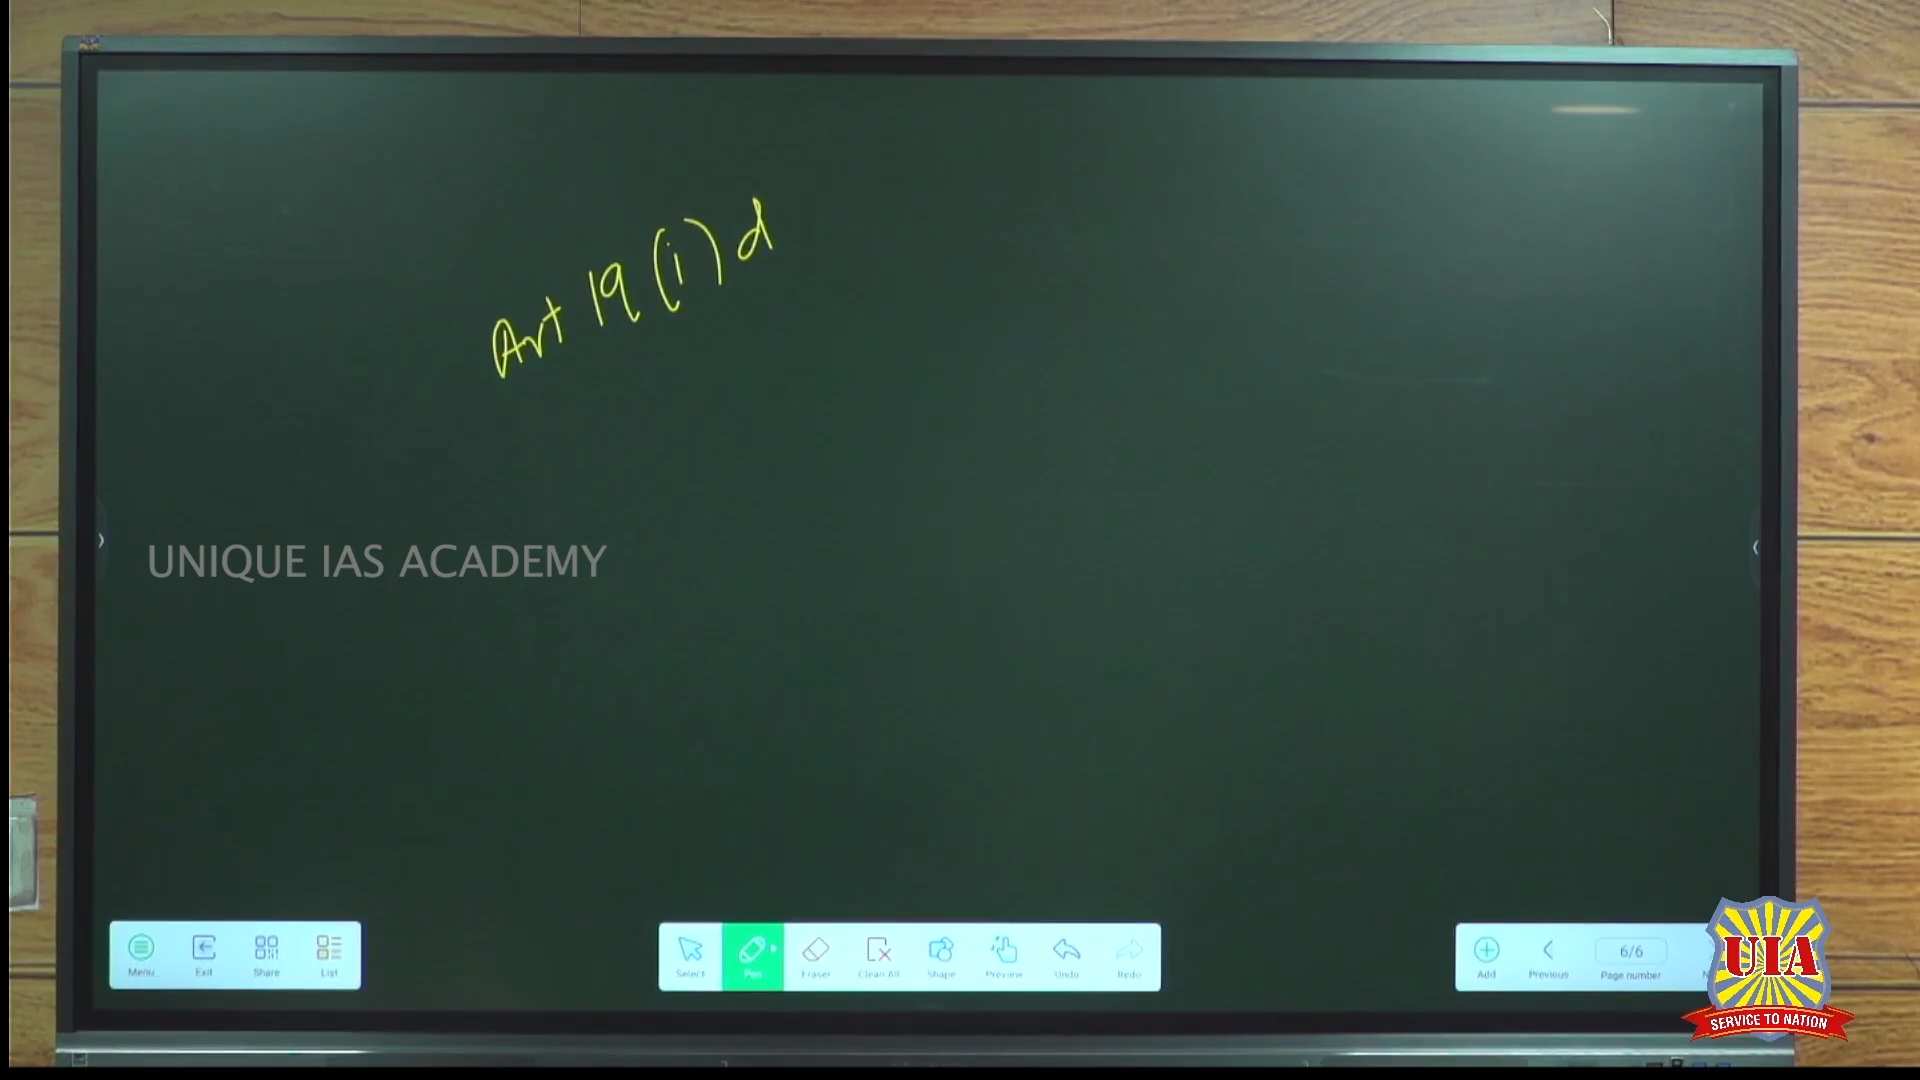 Art 19 (i) d
UNIQUE IAS ACADEMY
Menu
Exit
Share
List
Select
Pen
Eraser
Clean All
Shape
Preview
Undo
Redo
Add
Previous
6/6
Page number
UIA
SERVICE TO NATION